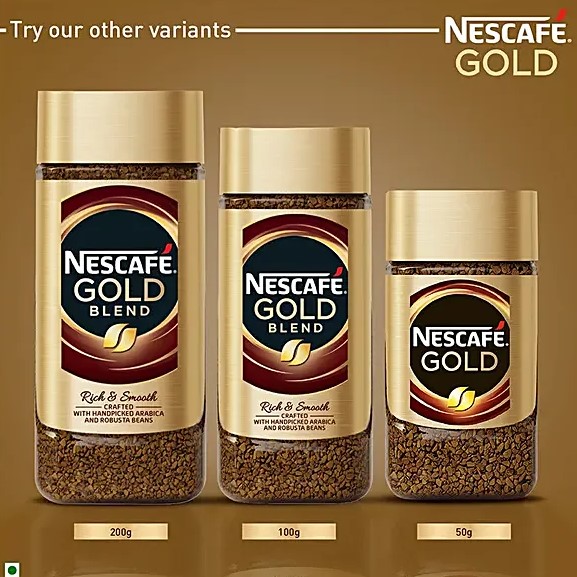 Try our other variants
NESCAFÉ.
GOLD
NESCAFÉ.
GOLD
BLEND
Rich & Smooth
CRAFTED
WITH HANDPICKED ARABICA
AND ROBUSTA BEANS
NESCAFÉ.
GOLD
BLEND
Rich & Smooth
CRAFTED
WITH HANDPICKED ARABICA
AND ROBUSTA BEANS
NESCAFÉ.
GOLD
200g
100g
50g